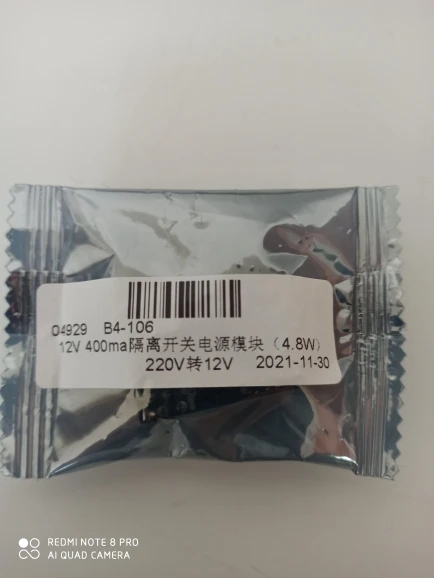 04929 B4-106
12V 400ma隔离开关电源模块（4.8W）
220V转12V 2021-11-30
REDMI NOTE 8 PRO
AI QUAD CAMERA